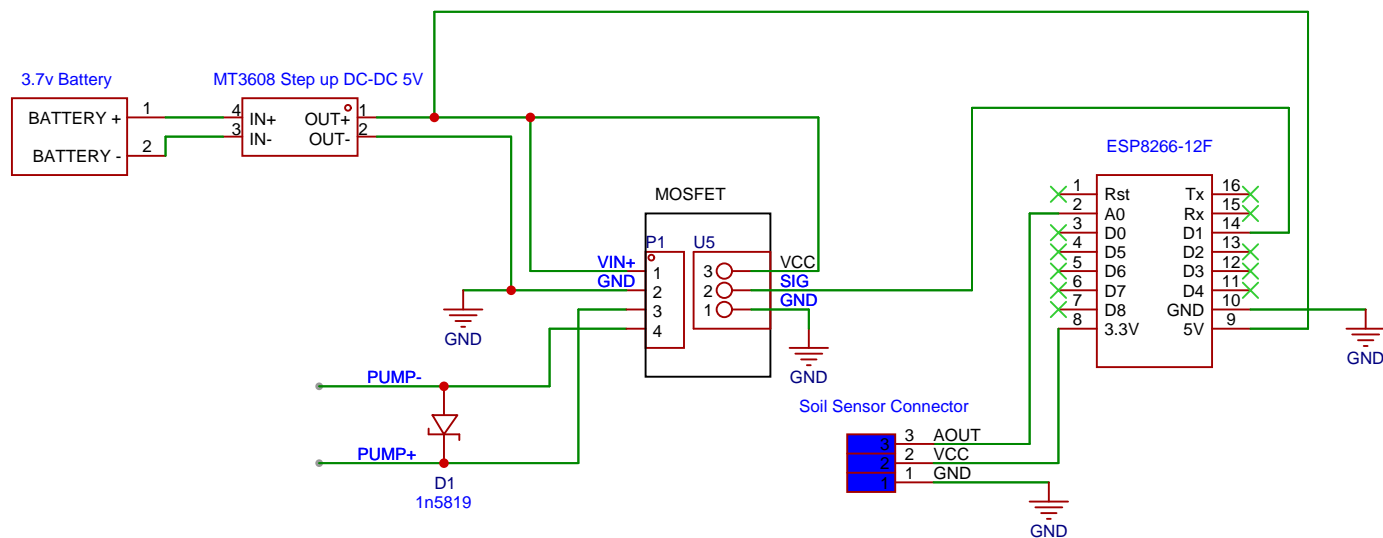 3.7v Battery
BATTERY + 1
BATTERY - 2
MT3608 Step up DC-DC 5V
4 IN+ OUT+ 1
3 IN- OUT- 2
MOSFET
P1 U5
VIN+ 1 3 VCC
GND 2 2 SIG
3 1 GND
4
GND
GND
PUMP-
PUMP+
D1
1n5819
ESP8266-12F
1 Rst Tx 16
2 A0 Rx 15
3 D0 D1 14
4 D5 D2 13
5 D6 D3 12
6 D7 D4 11
7 D8 GND 10
8 3.3V 5V 9
GND
Soil Sensor Connector
3 3 AOUT
2 2 VCC
1 1 GND
GND